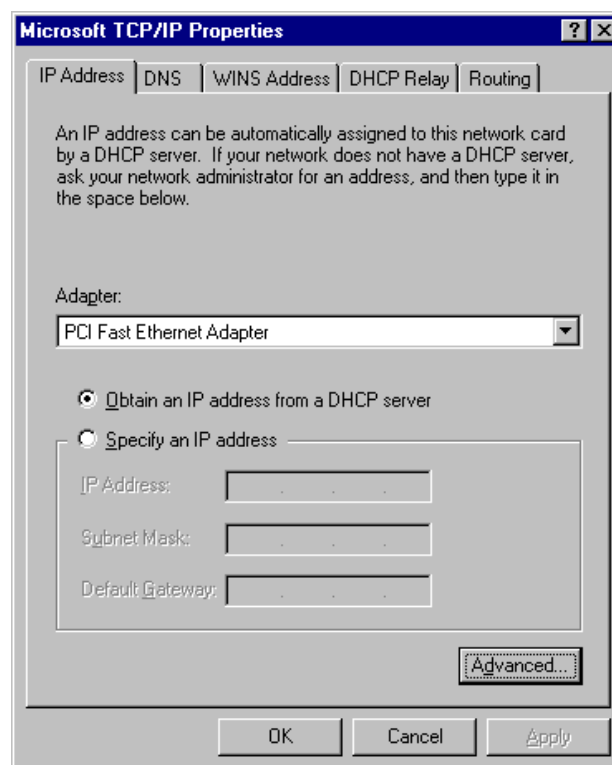 Microsoft TCP/IP Properties
IP Address DNS WINS Address DHCP Relay Routing
An IP address can be automatically assigned to this network card
by a DHCP server. If your network does not have a DHCP server,
ask your network administrator for an address, and then type it in
the space below.
Adapter:
PCI Fast Ethernet Adapter
Obtain an IP address from a DHCP server
Specify an IP address
IP Address:
Subnet Mask:
Default Gateway:
Advanced...
OK Cancel Apply